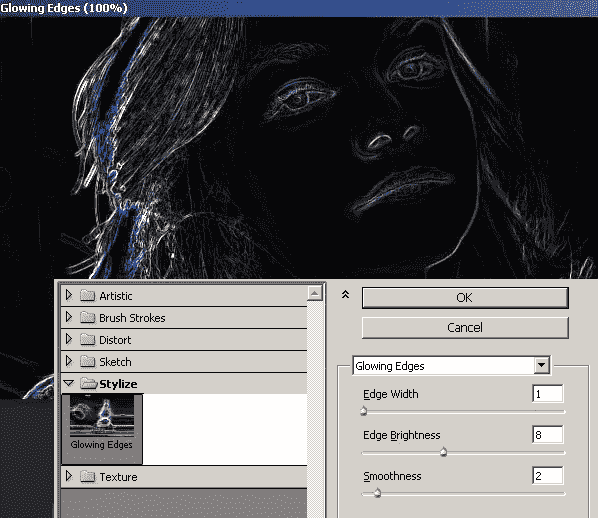 Glowing Edges (100%)
Artistic
Brush Strokes
Distort
Sketch
Stylize
Glowing Edges
Texture
OK
Cancel
Glowing Edges
Edge Width 1
Edge Brightness 8
Smoothness 2